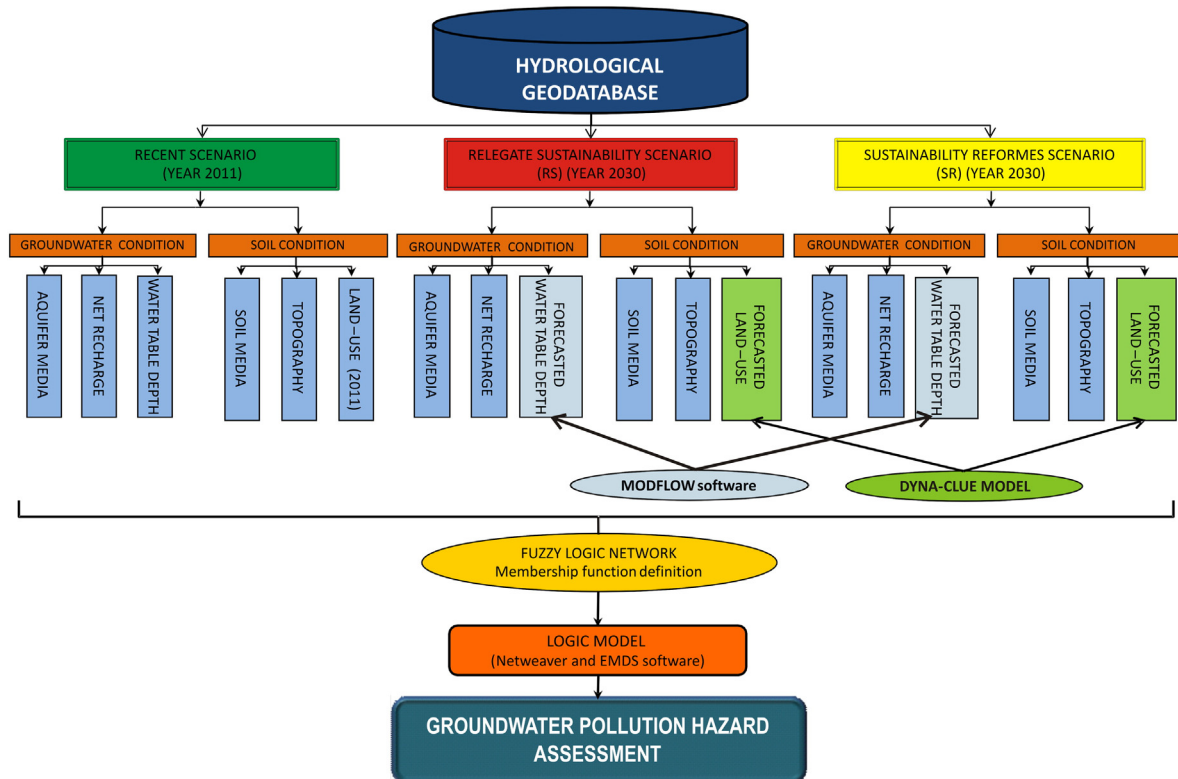 HYDROLOGICAL
GEODATABASE
RECENT SCENARIO
(YEAR 2011)
RELEGATE SUSTAINABILITY SCENARIO
(RS) (YEAR 2030)
SUSTAINABILITY REFORMES SCENARIO
(SR) (YEAR 2030)
GROUNDWATER CONDITION
SOIL CONDITION
GROUNDWATER CONDITION
SOIL CONDITION
GROUNDWATER CONDITION
SOIL CONDITION
AQUIFER MEDIA
NET RECHARGE
WATER TABLE DEPTH
SOIL MEDIA
TOPOGRAPHY
LAND-USE (2011)
AQUIFER MEDIA
NET RECHARGE
FORECASTED
WATER TABLE DEPTH
SOIL MEDIA
TOPOGRAPHY
FORECASTED
LAND-USE
AQUIFER MEDIA
NET RECHARGE
FORECASTED
WATER TABLE DEPTH
SOIL MEDIA
TOPOGRAPHY
FORECASTED
LAND-USE
MODFLOW software
DYNA-CLUE MODEL
FUZZY LOGIC NETWORK
Membership function definition
LOGIC MODEL
(Netweaver and EMDS software)
GROUNDWATER POLLUTION HAZARD
ASSESSMENT